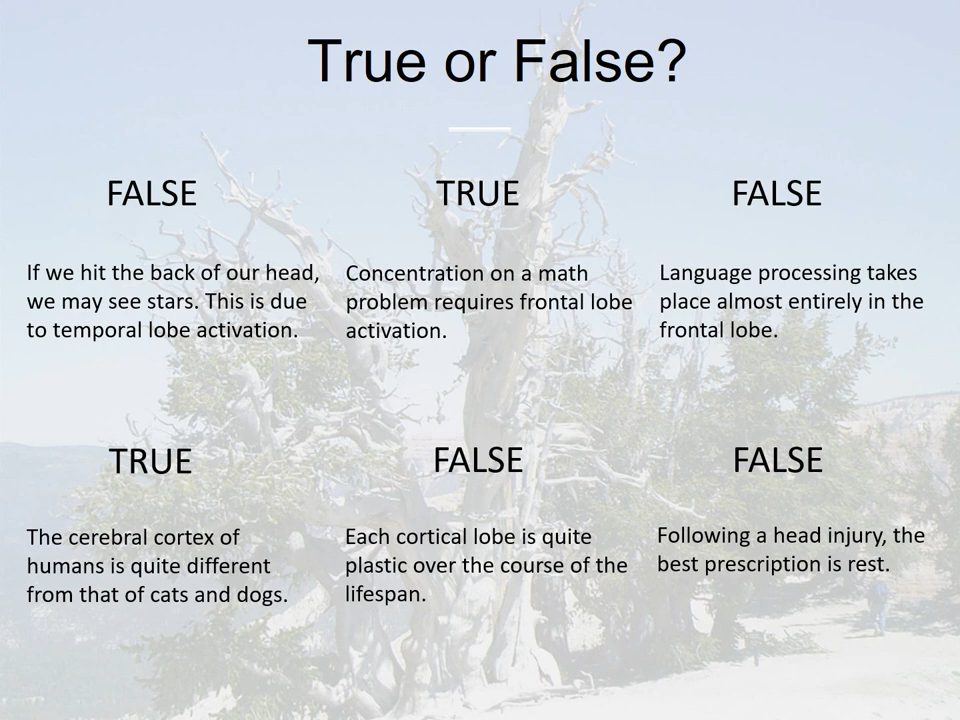 True or False?
FALSE
If we hit the back of our head,
we may see stars. This is due
to temporal lobe activation.
TRUE
Concentration on a math
problem requires frontal lobe
activation.
FALSE
Language processing takes
place almost entirely in the
frontal lobe.
TRUE
The cerebral cortex of
humans is quite different
from that of cats and dogs.
FALSE
Each cortical lobe is quite
plastic over the course of the
lifespan.
FALSE
Following a head injury, the
best prescription is rest.